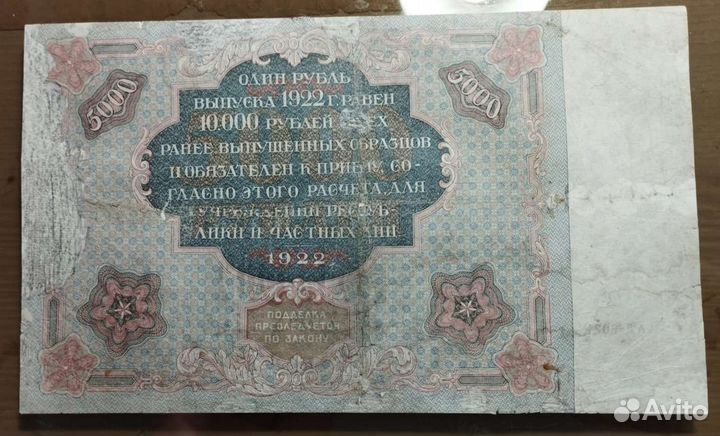 5000
5000
ОДИН РУБЛЬ
ВЫПУСКА 1922 Г. РАВЕН
10.000 РУБЛЕЙ
РАНЕЕ ВЫПУЩЕННЫХ ОБРАЗЦОВ
И ОБЯЗАТЕЛЕН К ПРИЕМУ, СО-
ГЛАСНО ЭТОГО РАСЧЕТА, ДЛЯ
УЧРЕЖДЕНИЙ РЕСПУБ-
ЛИКИ И ЧАСТНЫХ ЛИЦ
1922
ПОДДЕЛКА
ПРЕСЛЕДУЕТСЯ
ПО ЗАКОНУ
Avito